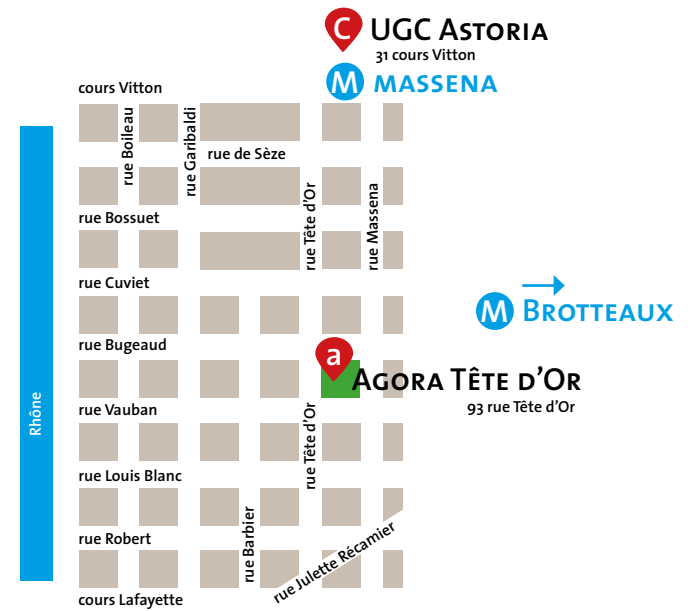 C UGC Astoria
31 cours Vitton
M Massena
cours Vitton
rue Boileau
rue Garibaldi
rue de Sèze
rue Tête d'Or
rue Massena
rue Bossuet
rue Cuviet
M Brotteaux
rue Bugeaud
a
Agora Tête d'Or
93 rue Tête d'Or
Rhône
rue Vauban
rue Tête d'Or
rue Louis Blanc
rue Barbier
rue Robert
rue Julette Récamier
cours Lafayette